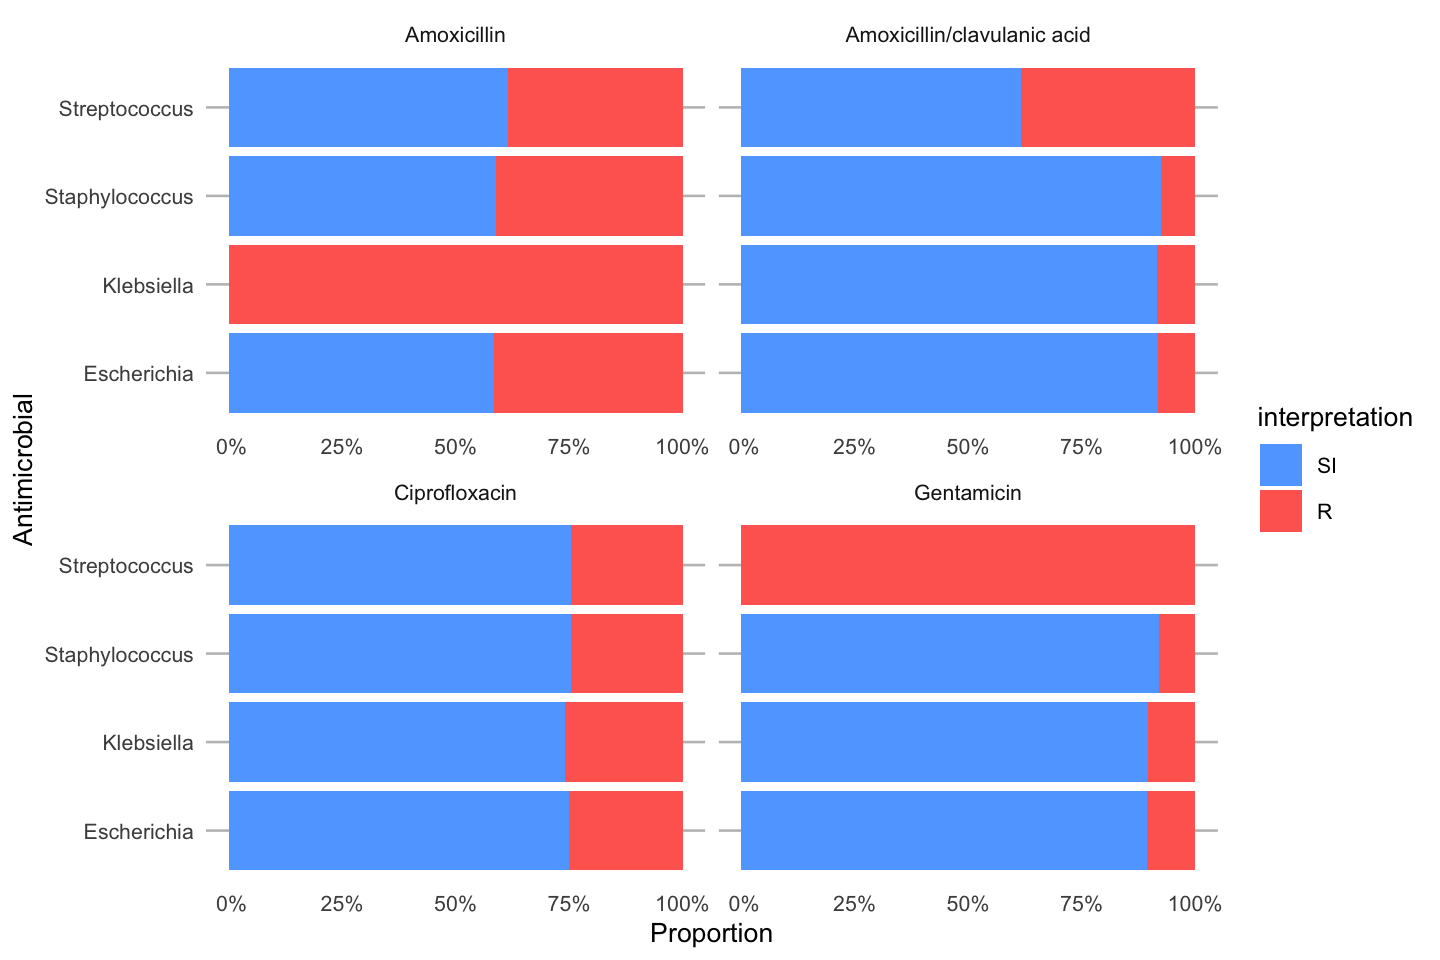 Amoxicillin
Amoxicillin/clavulanic acid
Streptococcus
Staphylococcus
Klebsiella
Escherichia
0% 25% 50% 75% 100%
0% 25% 50% 75% 100%
Ciprofloxacin
Gentamicin
Streptococcus
Staphylococcus
Klebsiella
Escherichia
0% 25% 50% 75% 100%
0% 25% 50% 75% 100%
Proportion
Antimicrobial
interpretation
SI
R